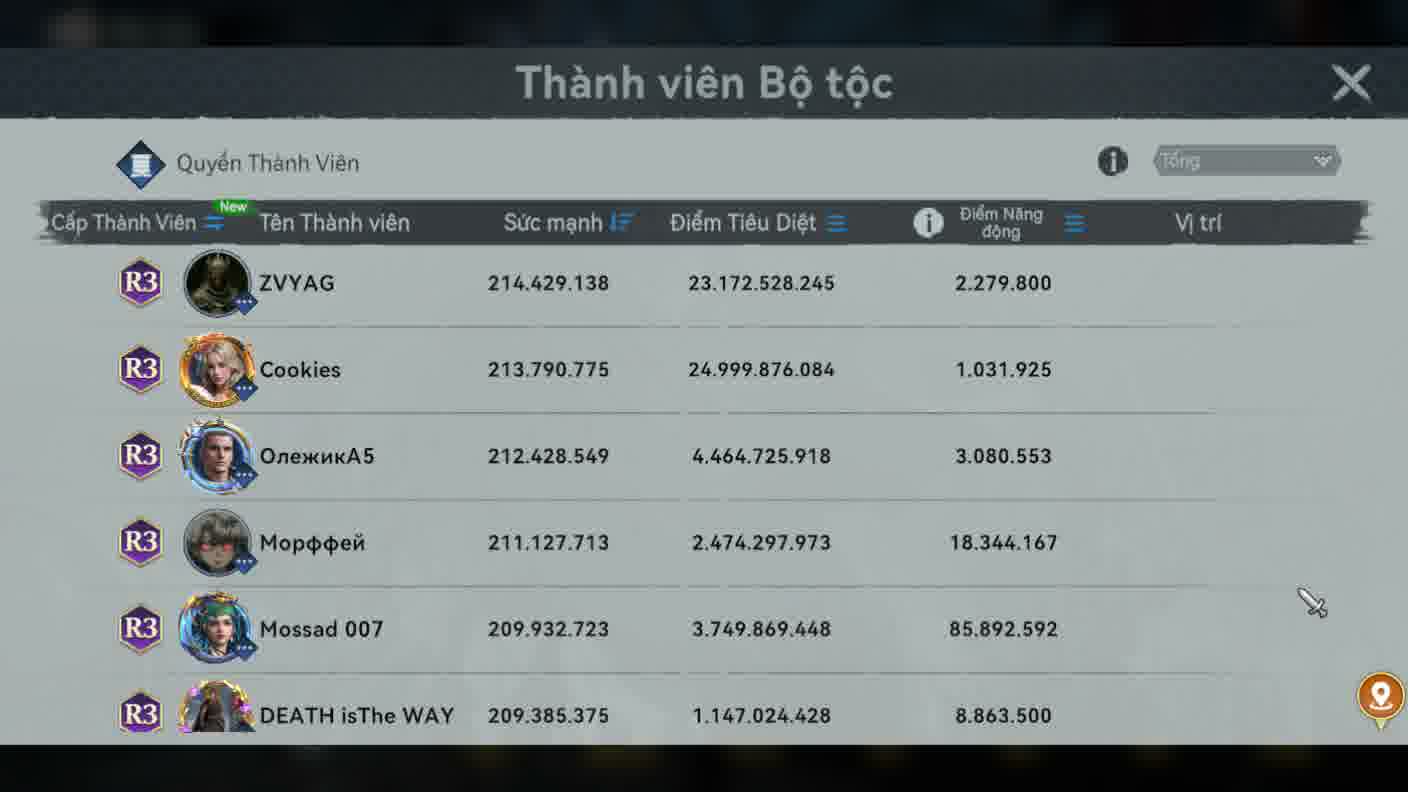 Thành viên Bộ tộc
Quyển Thành Viên
Tổng
Cấp Thành Viên New Tên Thành viên Sức mạnh Điểm Tiêu Diệt Điểm Năng động Vị trí
R3 ZVYAG 214.429.138 23.172.528.245 2.279.800
R3 Cookies 213.790.775 24.999.876.084 1.031.925
R3 ОлежикА5 212.428.549 4.464.725.918 3.080.553
R3 Морффей 211.127.713 2.474.297.973 18.344.167
R3 Mossad 007 209.932.723 3.749.869.448 85.892.592
R3 DEATH isThe WAY 209.385.375 1.147.024.428 8.863.500